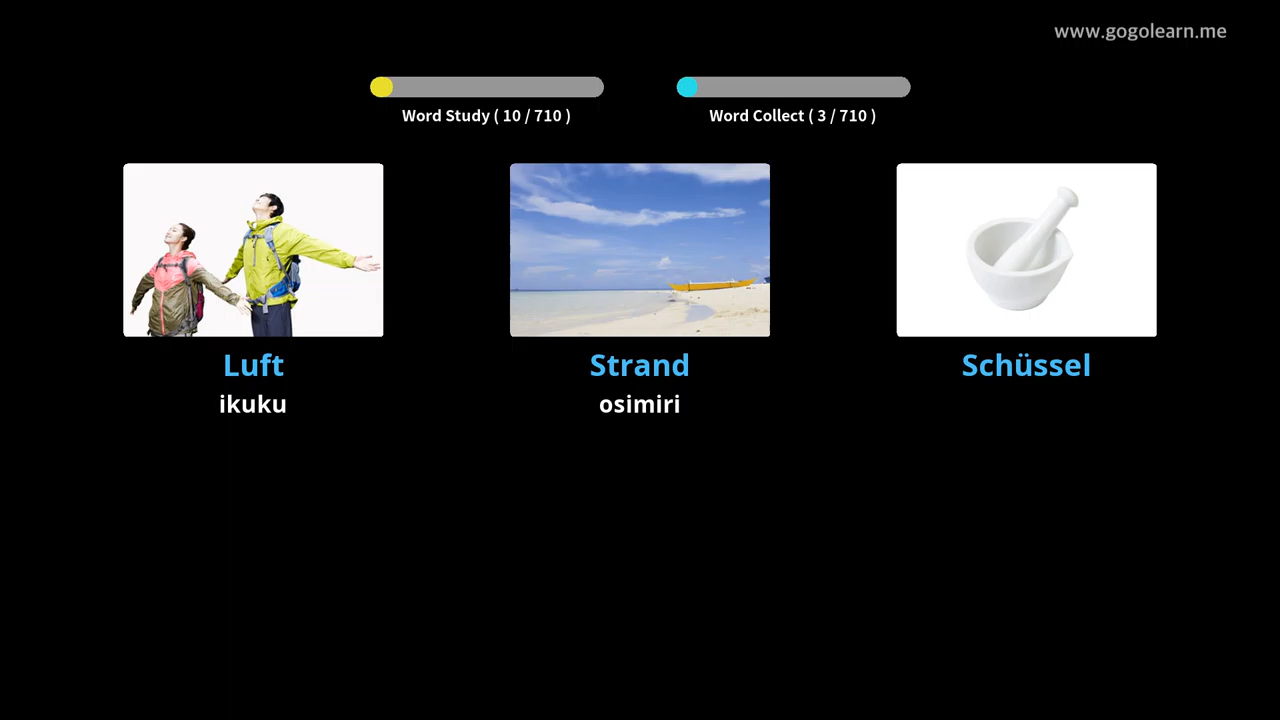 www.gogolearn.me
Word Study ( 10 / 710 )
Word Collect ( 3 / 710 )
Luft
ikuku
Strand
osimiri
Schüssel